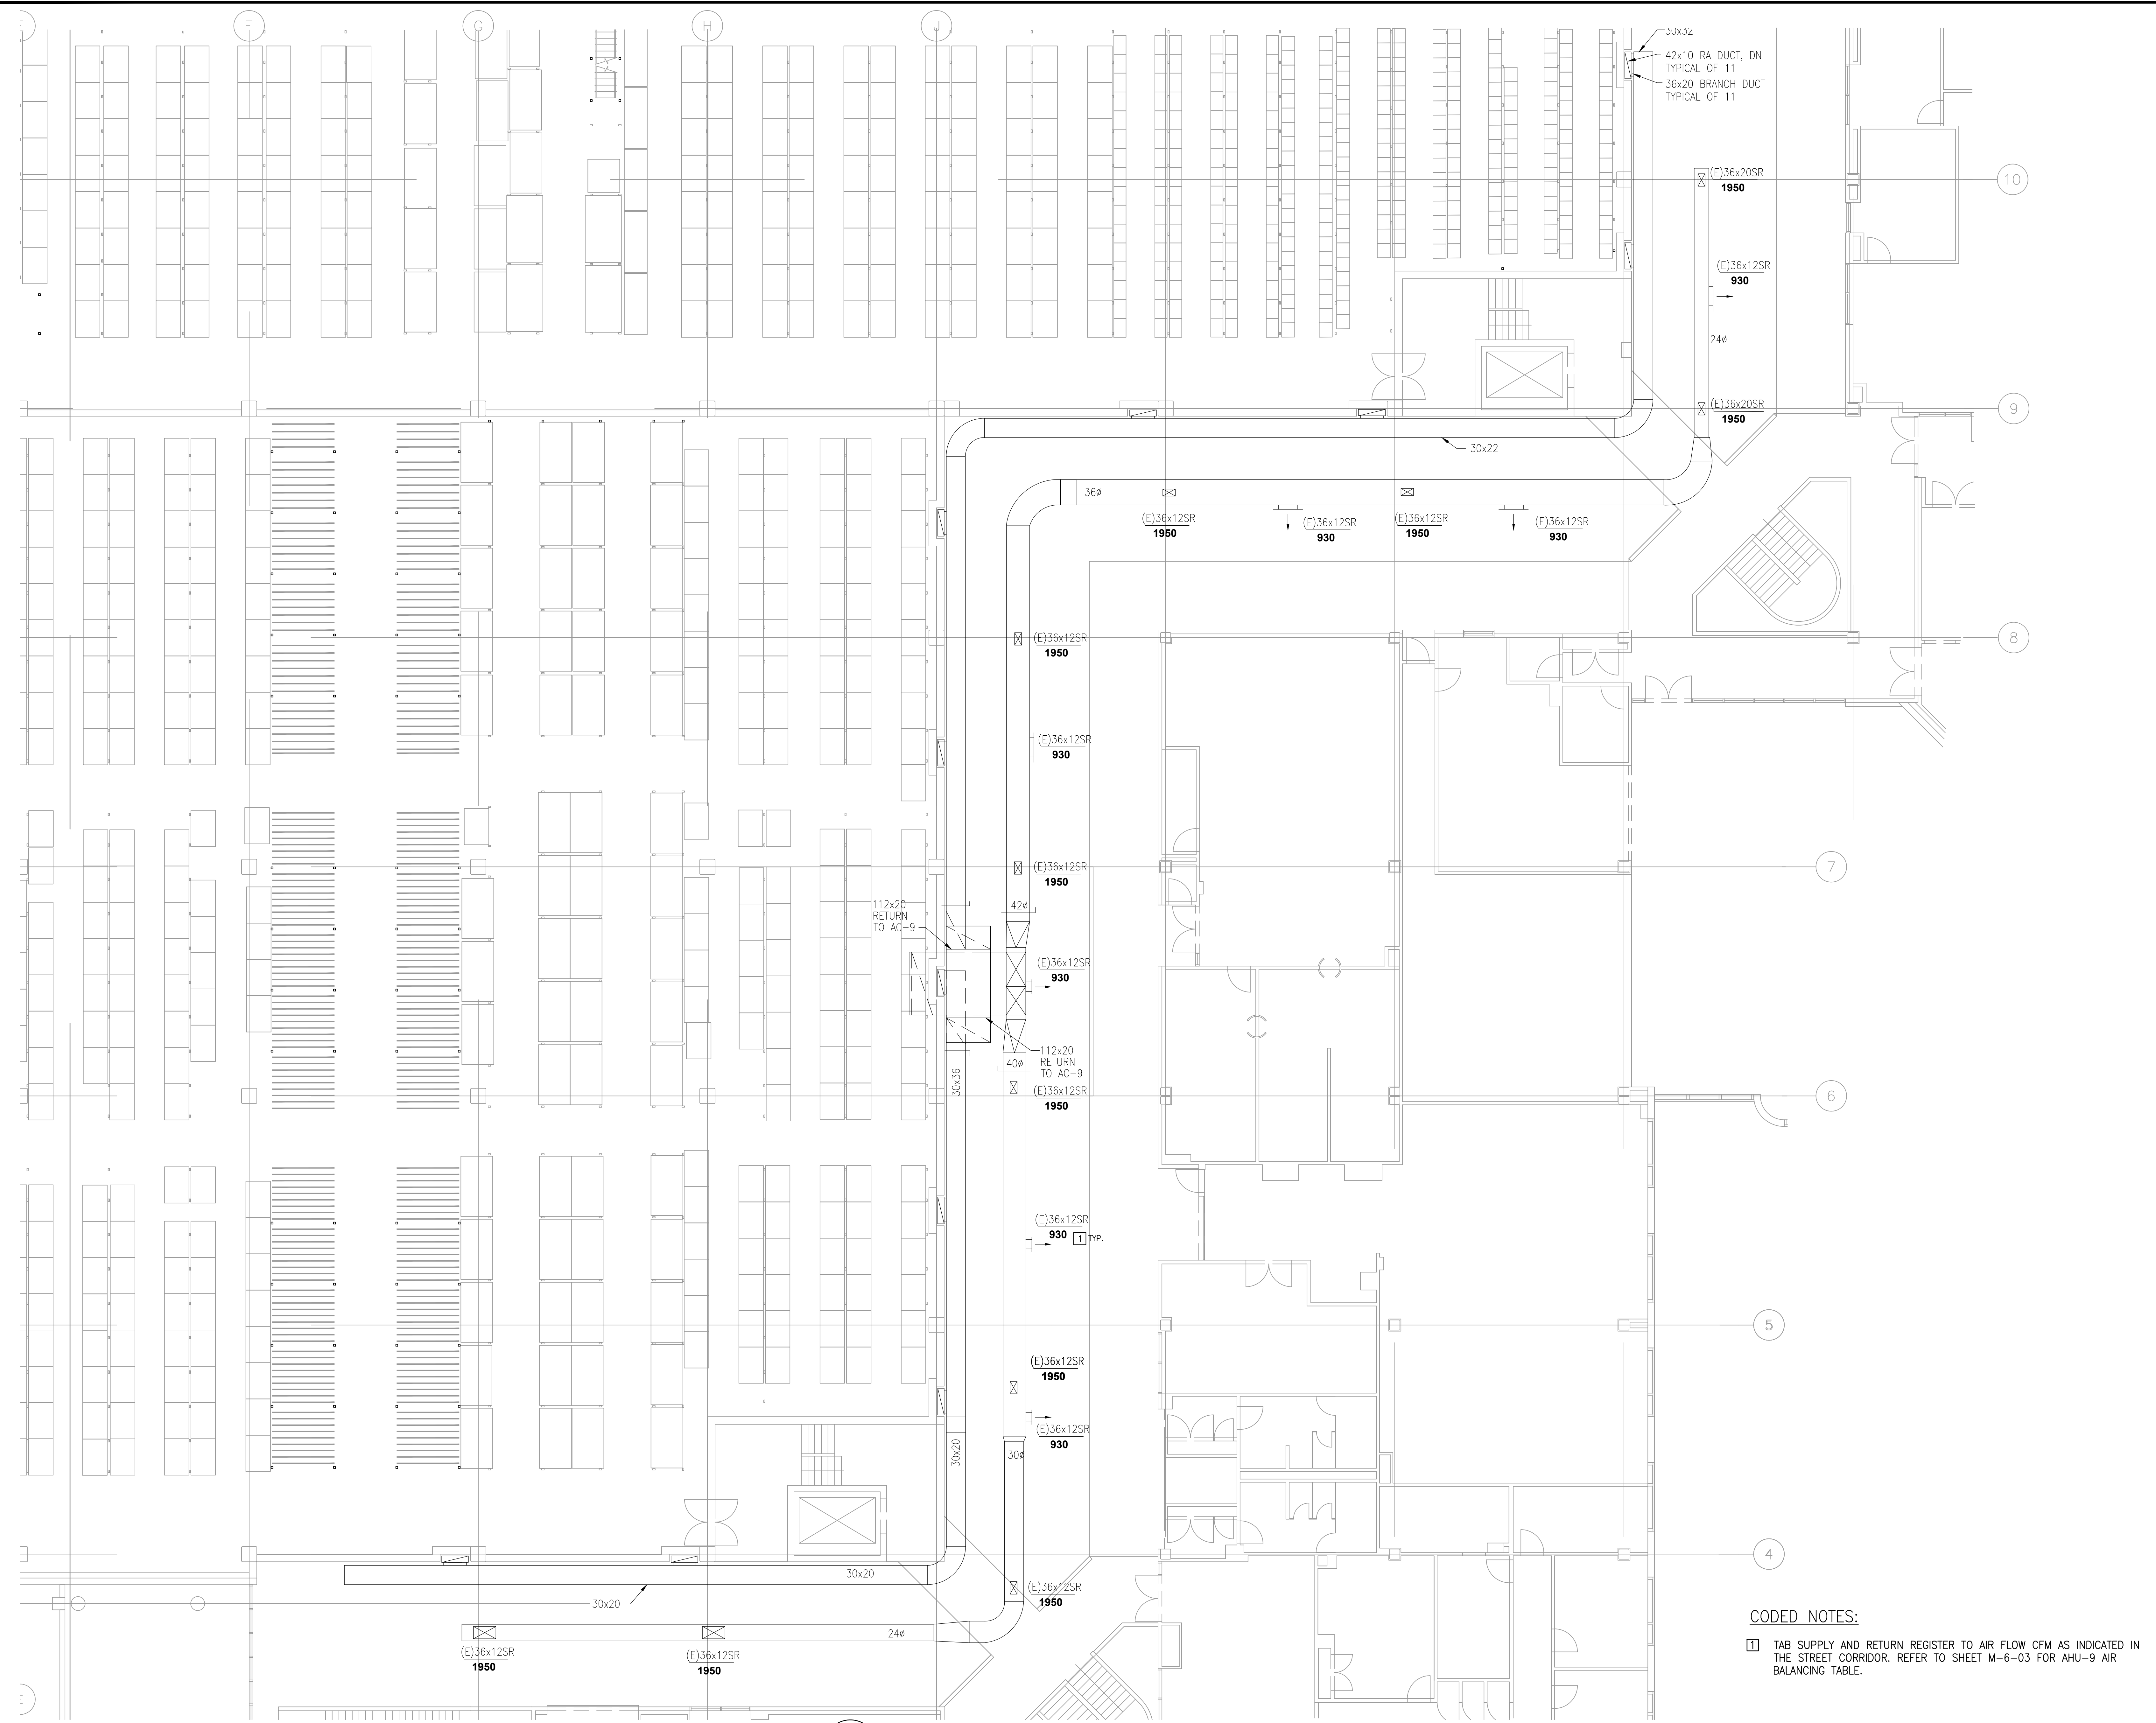 F
G
H
J
30x32
42x10 RA DUCT, DN
TYPICAL OF 11
36x20 BRANCH DUCT
TYPICAL OF 11
(E)36x20SR
1950
10
(E)36x12SR
930
24ø
(E)36x20SR
1950
9
30x22
36ø
(E)36x12SR
1950
(E)36x12SR
930
(E)36x12SR
1950
(E)36x12SR
930
(E)36x12SR
1950
8
(E)36x12SR
930
(E)36x12SR
1950
7
112x20
RETURN
TO AC-9
42ø
(E)36x12SR
930
112x20
RETURN
TO AC-9
40ø
30x36
(E)36x12SR
1950
6
(E)36x12SR
930
1 TYP.
5
(E)36x12SR
1950
(E)36x12SR
930
30x20
30ø
4
30x20
(E)36x12SR
1950
30x20
24ø
(E)36x12SR
1950
(E)36x12SR
1950
CODED NOTES:
1 TAB SUPPLY AND RETURN REGISTER TO AIR FLOW CFM AS INDICATED IN
THE STREET CORRIDOR. REFER TO SHEET M-6-03 FOR AHU-9 AIR
BALANCING TABLE.